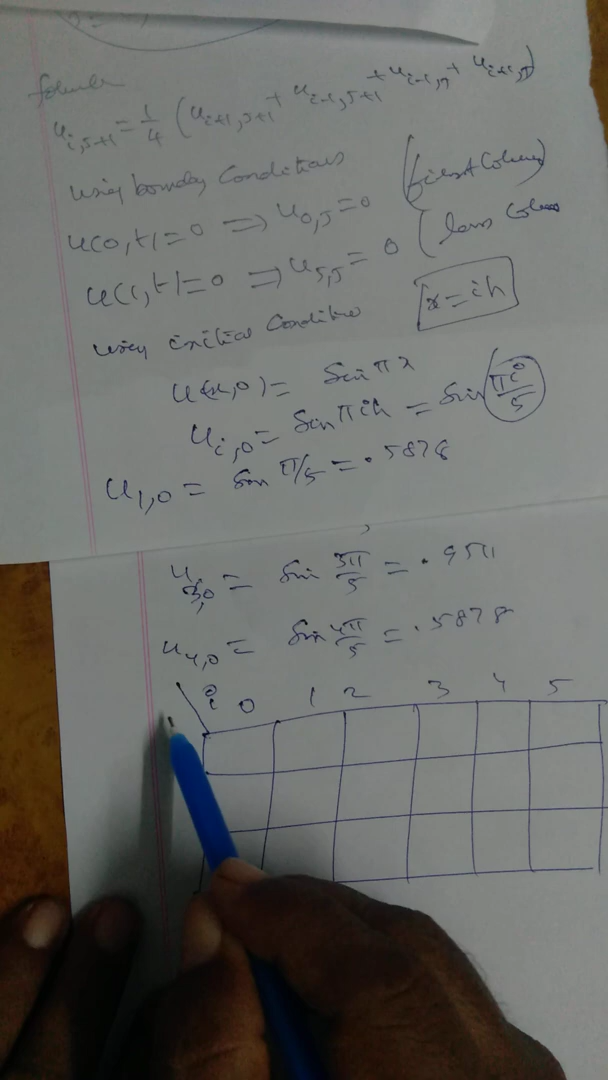 formula
u_{i,j+1} = 1/4 (u_{i+1,j+1} + u_{i-1,j+1} + u_{i-1,j} + u_{i+1,j})
using boundary Conditions
u(0,t) = 0 ⟹ u_{0,j} = 0 (first Column)
u(1,t) = 0 ⟹ u_{5,j} = 0 (last Column
using initial Condition
x = ih
u(x,0) = Sin πx
u_{i,0} = Sin πih = Sin πi/5
u_{1,0} = Sin π/5 = .5878
u_{3,0} = Sin 3π/5 = .9511
u_{4,0} = Sin 4π/5 = .5878
i 0 1 2 3 4 5